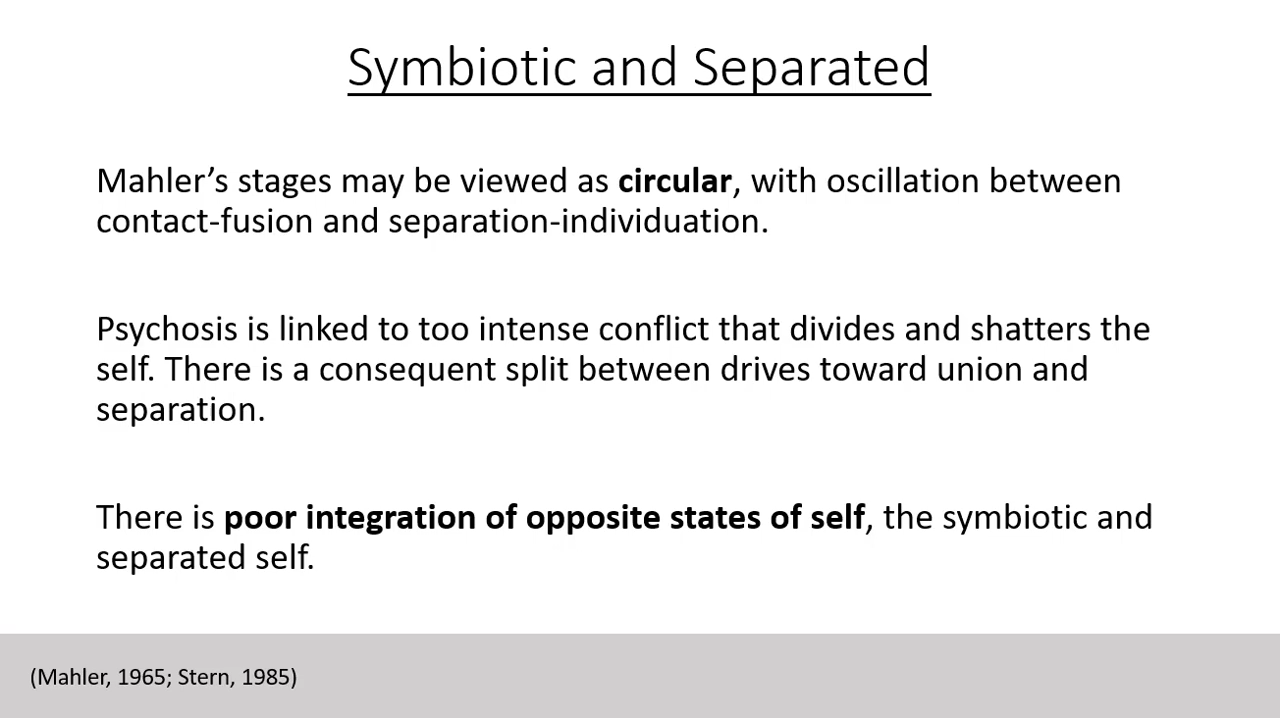 Symbiotic and Separated
Mahler’s stages may be viewed as circular, with oscillation between
contact-fusion and separation-individuation.
Psychosis is linked to too intense conflict that divides and shatters the
self. There is a consequent split between drives toward union and
separation.
There is poor integration of opposite states of self, the symbiotic and
separated self.
(Mahler, 1965; Stern, 1985)